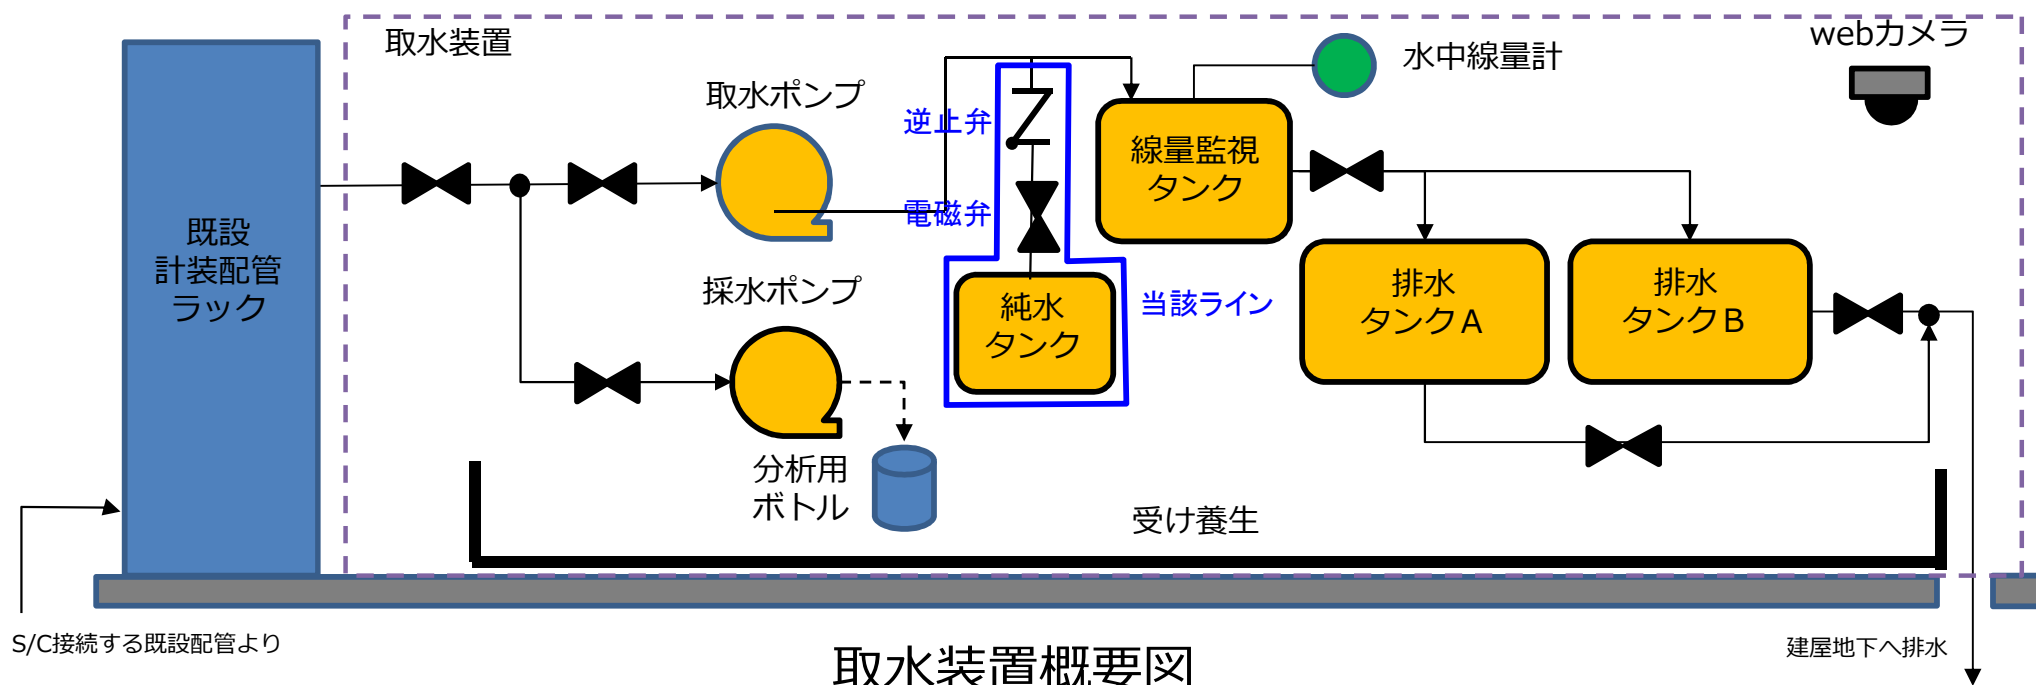 取水装置
webカメラ
水中線量計
取水ポンプ
逆止弁
線量監視
タンク
電磁弁
既設
計装配管
ラック
採水ポンプ
純水
タンク
当該ライン
排水
タンクA
排水
タンクB
分析用
ボトル
受け養生
S/C接続する既設配管より
建屋地下へ排水
取水装置概要図